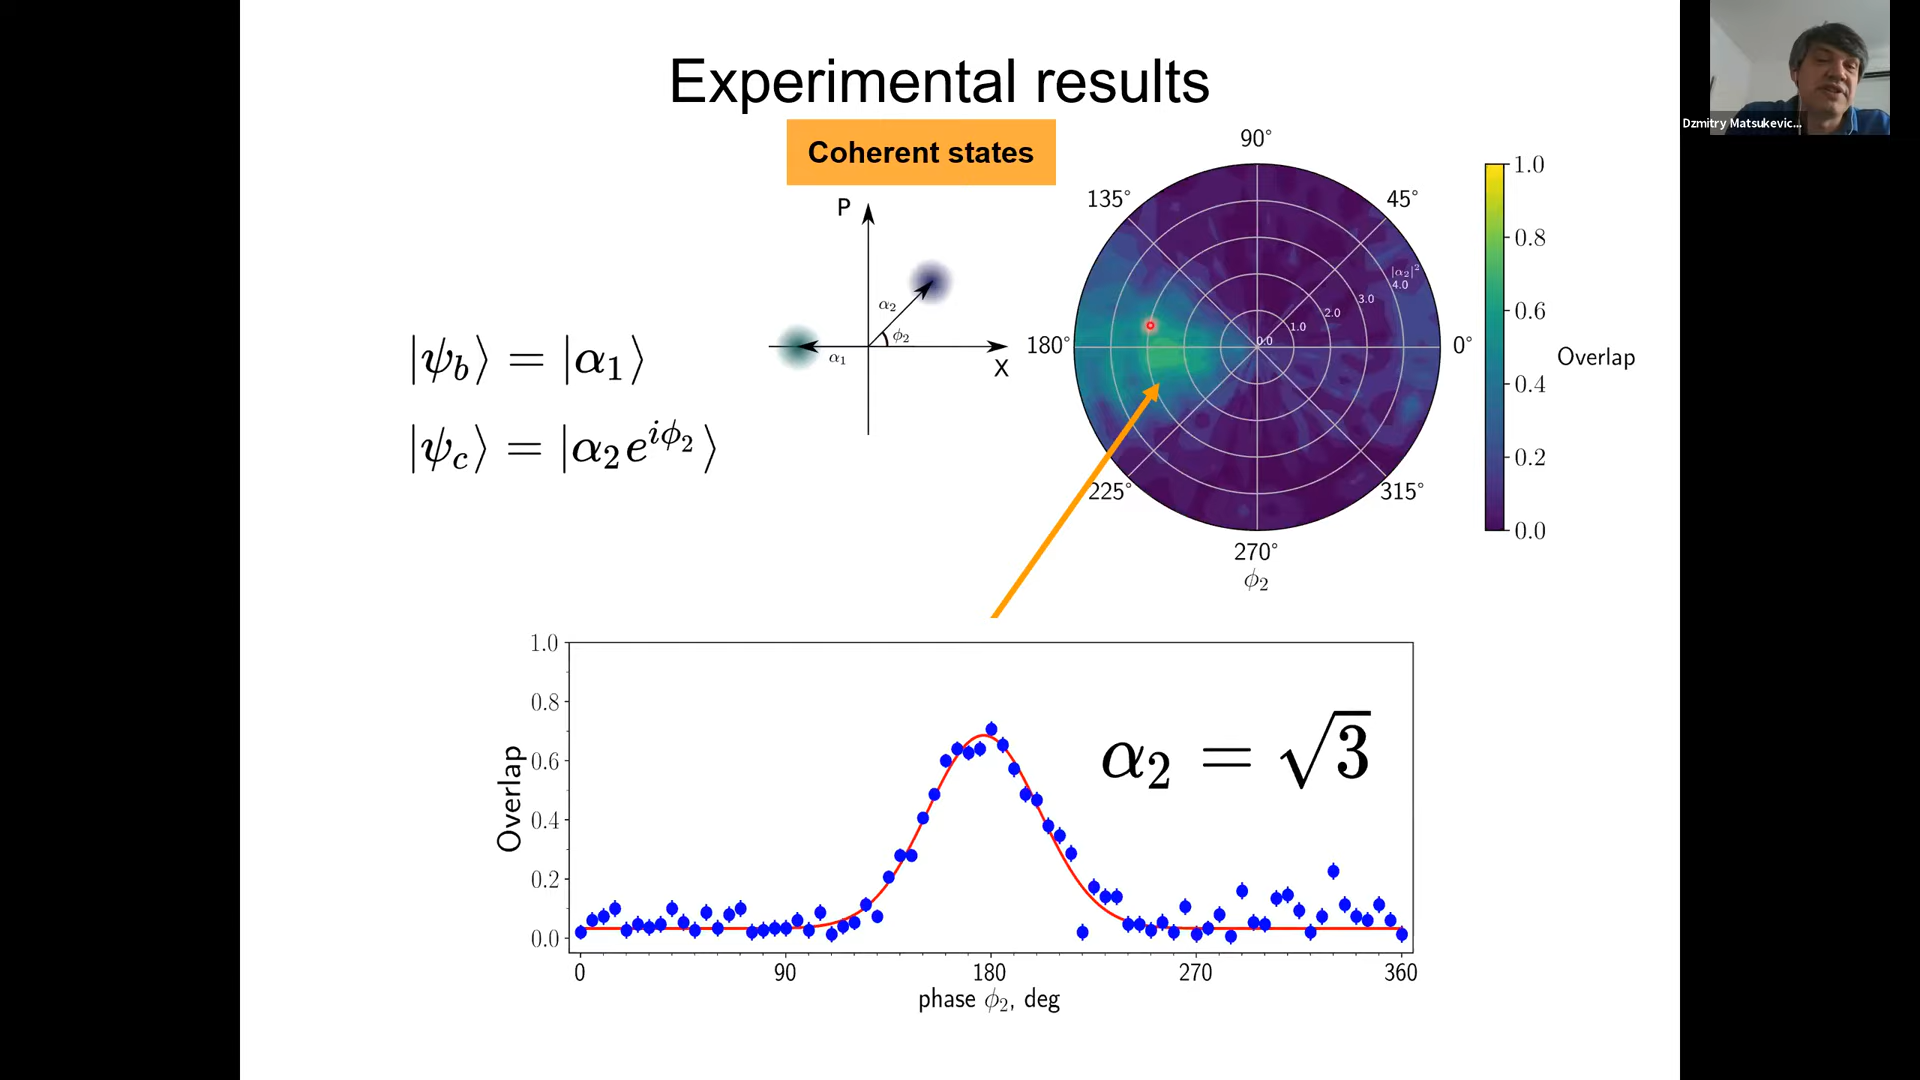 Experimental results
Dzmitry Matsukevic...
Coherent states
|ψ_b⟩ = |α₁⟩
|ψ_c⟩ = |α₂e^{iϕ₂}⟩
P
α₂
ϕ₂
α₁
X
90°
135°
45°
|α₂|²
4.0
3.0
2.0
1.0
0.0
180°
0°
225°
315°
270°
ϕ₂
1.0
0.8
0.6
0.4
0.2
0.0
Overlap
1.0
0.8
0.6
0.4
0.2
0.0
Overlap
α₂ = √3
0
90
180
270
360
phase ϕ₂, deg